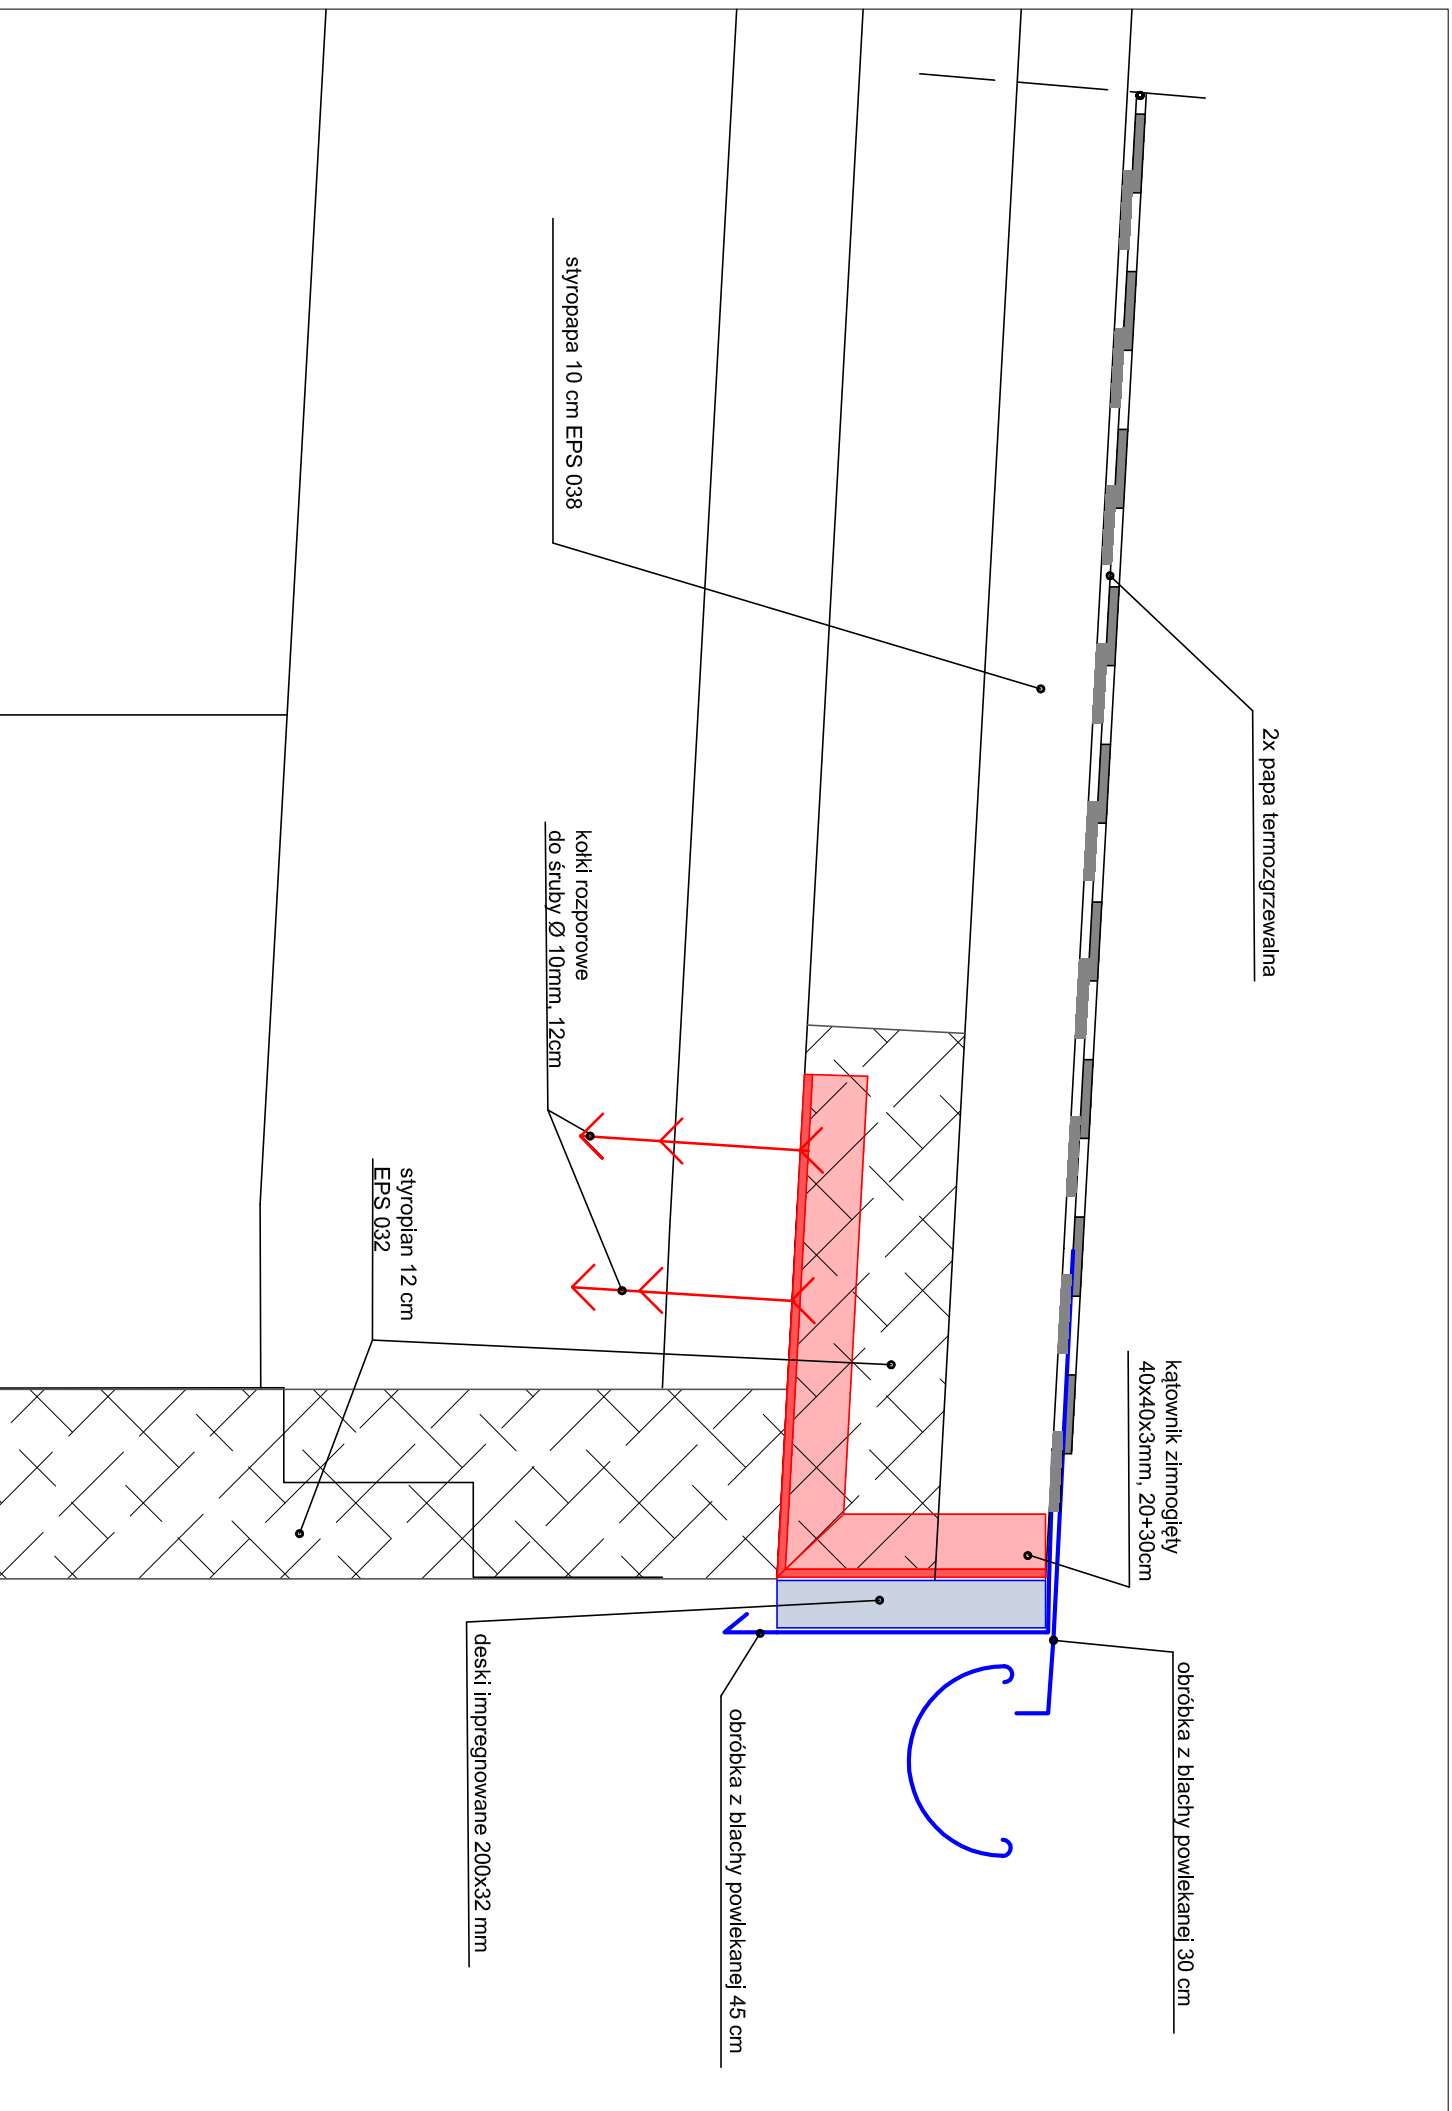 2x papa termozgrzewalna
styropapa 10 cm EPS 038
kołki rozporowe
do śruby Ø 10mm, 12cm
styropian 12 cm
EPS 032
kątownik zimnogięty
40x40x3mm, 20+30cm
obróbka z blachy powlekanej 30 cm
obróbka z blachy powlekanej 45 cm
deski impregnowane 200x32 mm